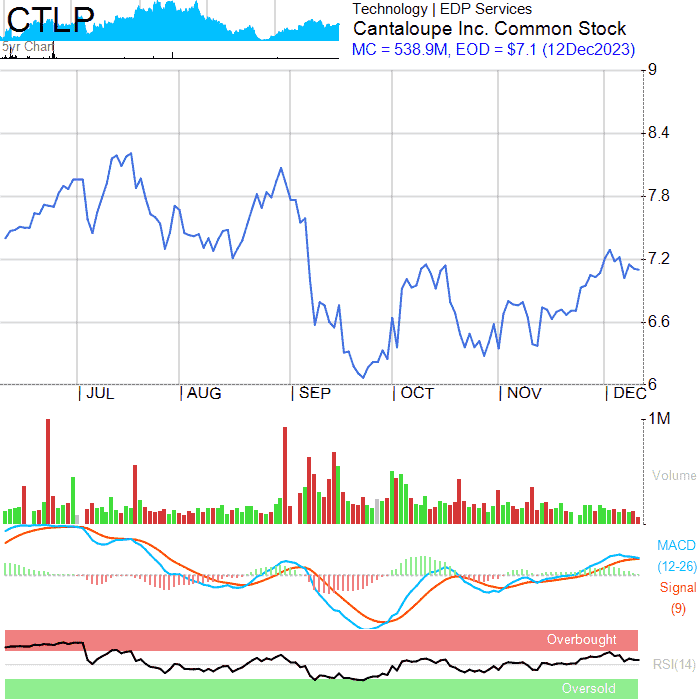 CTLP
5yr Chart
Technology | EDP Services
Cantaloupe Inc. Common Stock
MC = 538.9M, EOD = $7.1 (12Dec2023)
9
8.4
7.8
7.2
6.6
6
JUL
AUG
SEP
OCT
NOV
DEC
1M
Volume
MACD
(12-26)
Signal
(9)
Overbought
RSI(14)
Oversold